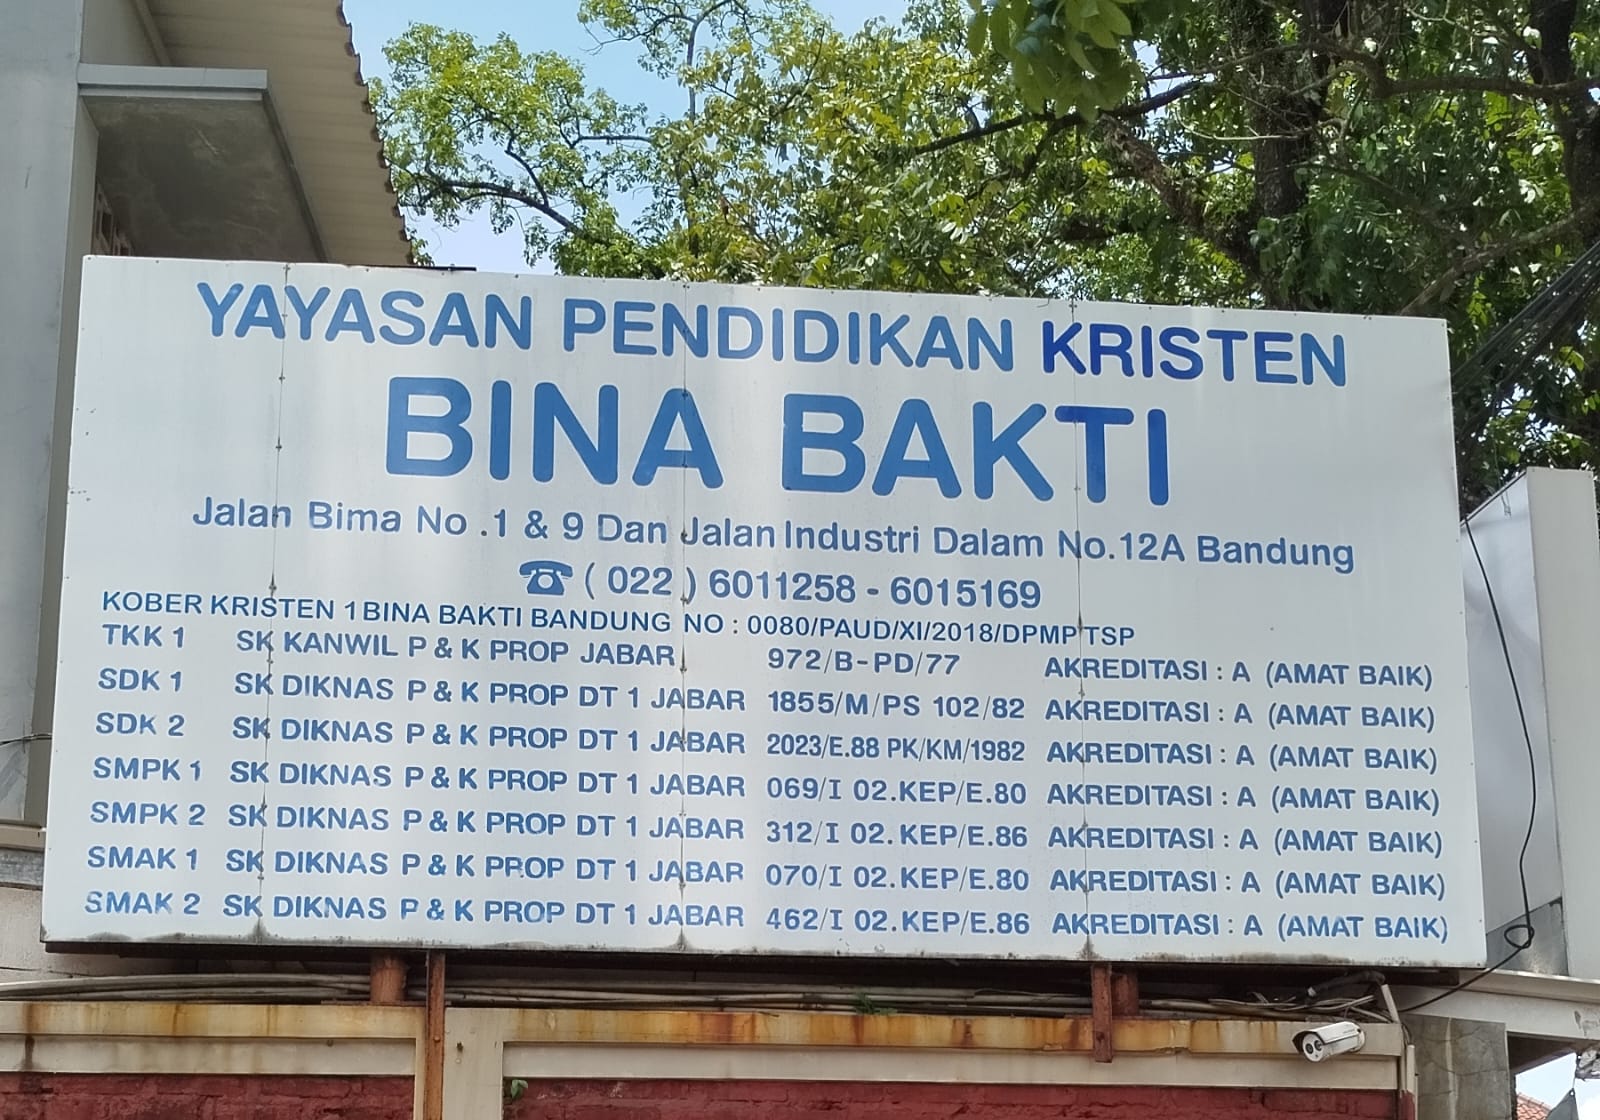 YAYASAN PENDIDIKAN KRISTEN
BINA BAKTI
Jalan Bima No .1 & 9 Dan Jalan Industri Dalam No.12A Bandung
☎ ( 022 ) 6011258 - 6015169
KOBER KRISTEN 1 BINA BAKTI BANDUNG NO : 0080/PAUD/XI/2018/DPMPTSP
TKK 1 SK KANWIL P & K PROP JABAR 972/B-PD/77 AKREDITASI : A (AMAT BAIK)
SDK 1 SK DIKNAS P & K PROP DT 1 JABAR 1855/M/PS 102/82 AKREDITASI : A (AMAT BAIK)
SDK 2 SK DIKNAS P & K PROP DT 1 JABAR 2023/E.88 PK/KM/1982 AKREDITASI : A (AMAT BAIK)
SMPK 1 SK DIKNAS P & K PROP DT 1 JABAR 069/I 02.KEP/E.80 AKREDITASI : A (AMAT BAIK)
SMPK 2 SK DIKNAS P & K PROP DT 1 JABAR 312/I 02. KEP/E.86 AKREDITASI : A (AMAT BAIK)
SMAK 1 SK DIKNAS P & K PROP DT 1 JABAR 070/I 02.KEP/E.80 AKREDITASI : A (AMAT BAIK)
SMAK 2 SK DIKNAS P & K PROP DT 1 JABAR 462/I 02.KEP/E.86 AKREDITASI : A (AMAT BAIK)